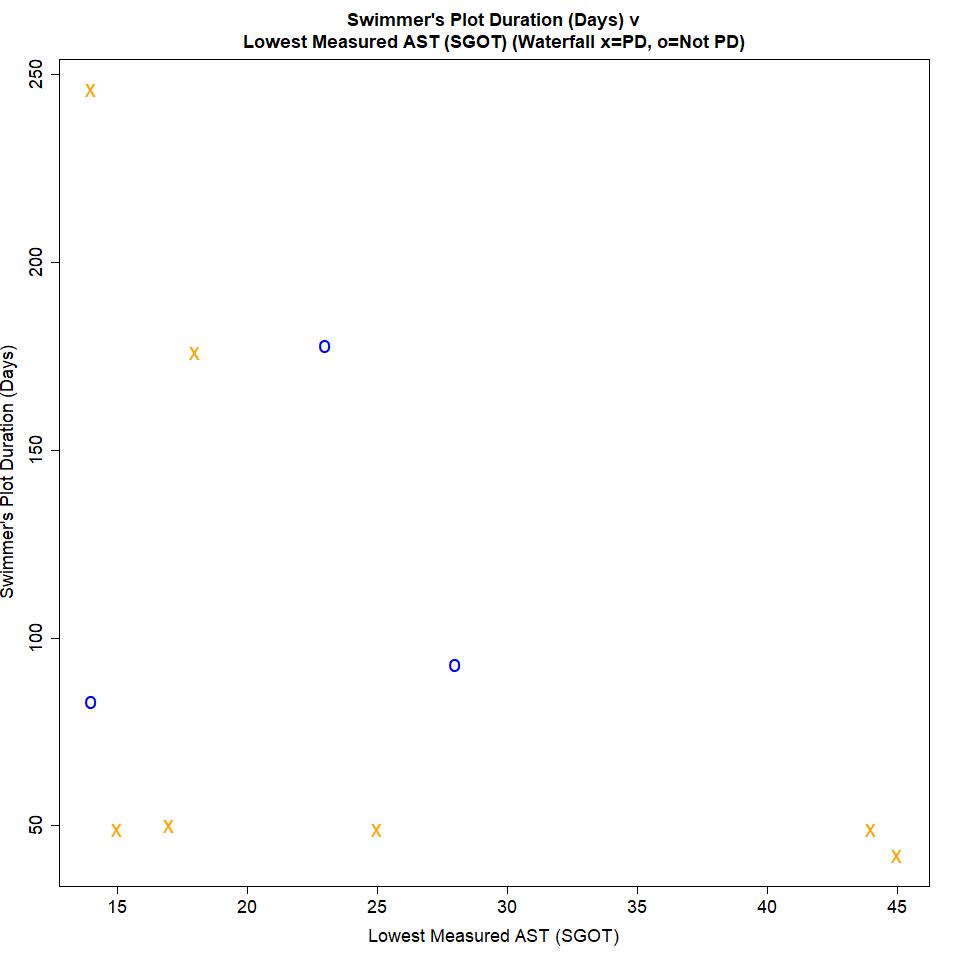 Swimmer's Plot Duration (Days) v
Lowest Measured AST (SGOT) (Waterfall x=PD, o=Not PD)
Swimmer's Plot Duration (Days)
250
200
150
100
50
X
X
O
O
O
X
X
X
X
X
15
20
25
30
35
40
45
Lowest Measured AST (SGOT)